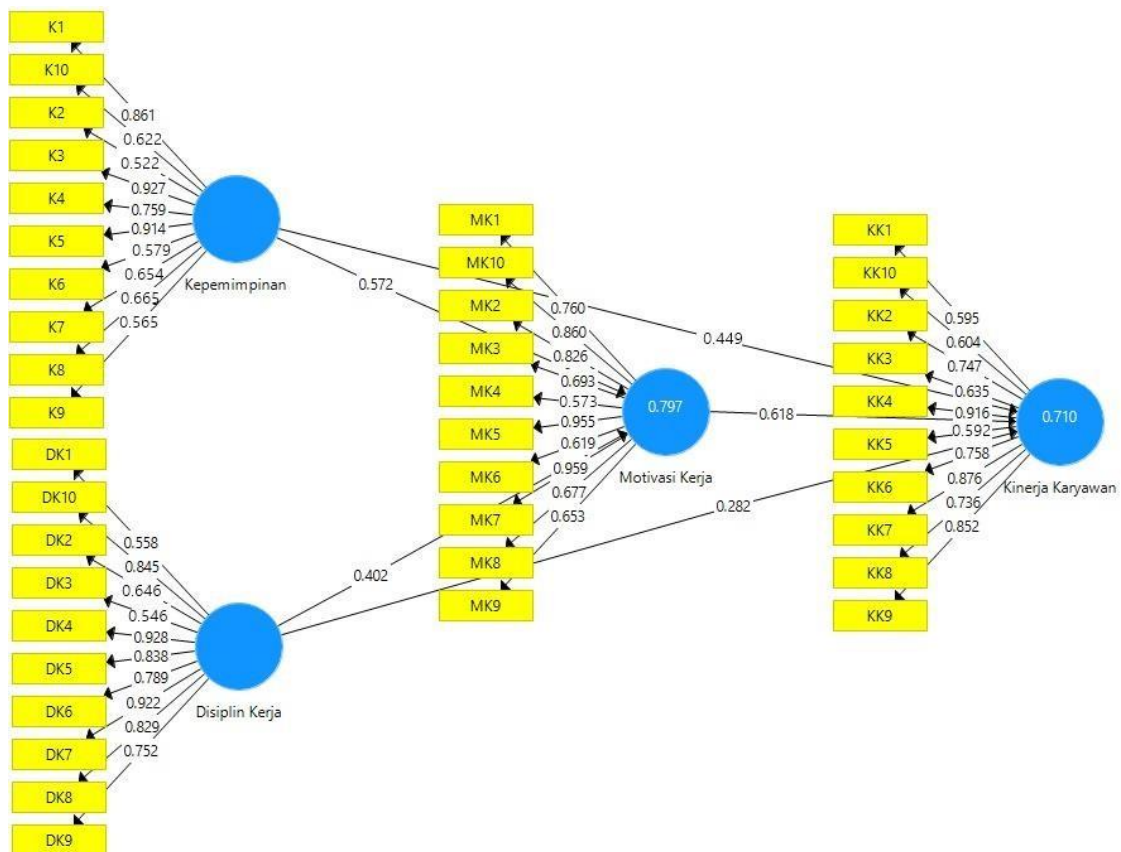 K1
K10
K2
K3
K4
K5
K6
K7
K8
K9
0.861
0.622
0.522
0.927
0.759
0.914
0.579
0.654
0.665
0.565
Kepemimpinan
DK1
DK10
DK2
DK3
DK4
DK5
DK6
DK7
DK8
DK9
0.558
0.845
0.646
0.546
0.928
0.838
0.789
0.922
0.829
0.752
Disiplin Kerja
0.572
0.402
MK1
MK10
MK2
MK3
MK4
MK5
MK6
MK7
MK8
MK9
0.760
0.860
0.826
0.693
0.573
0.955
0.619
0.959
0.677
0.653
0.797
Motivasi Kerja
0.449
0.618
0.282
KK1
KK10
KK2
KK3
KK4
KK5
KK6
KK7
KK8
KK9
0.595
0.604
0.747
0.635
0.916
0.592
0.758
0.876
0.736
0.852
0.710
Kinerja Karyawan